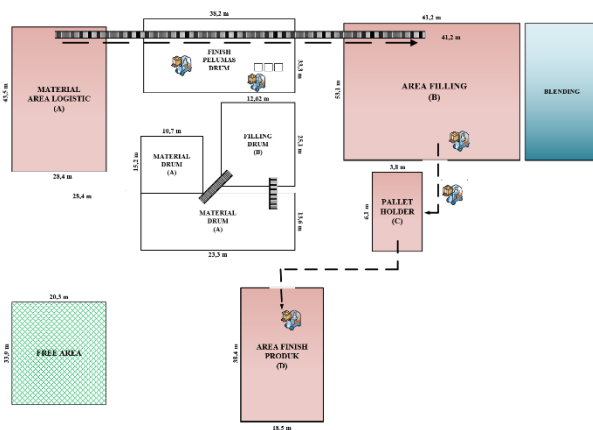 38,2 m
41,2 m
41,2 m
43,5 m
MATERIAL
AREA LOGISTIC
(A)
28,4 m
28,4 m
FINISH
PELUMAS
DRUM
33,3 m
12,62 m
53,1 m
AREA FILLING
(B)
BLENDING
10,7 m
15,2 m
MATERIAL
DRUM
(A)
FILLING
DRUM
(B)
25,1 m
MATERIAL
DRUM
(A)
13,6 m
23,3 m
3,8 m
6,1 m
PALLET
HOLDER
(C)
20,3 m
33,9 m
FREE AREA
38,4 m
AREA FINISH
PRODUK
(D)
18,5 m